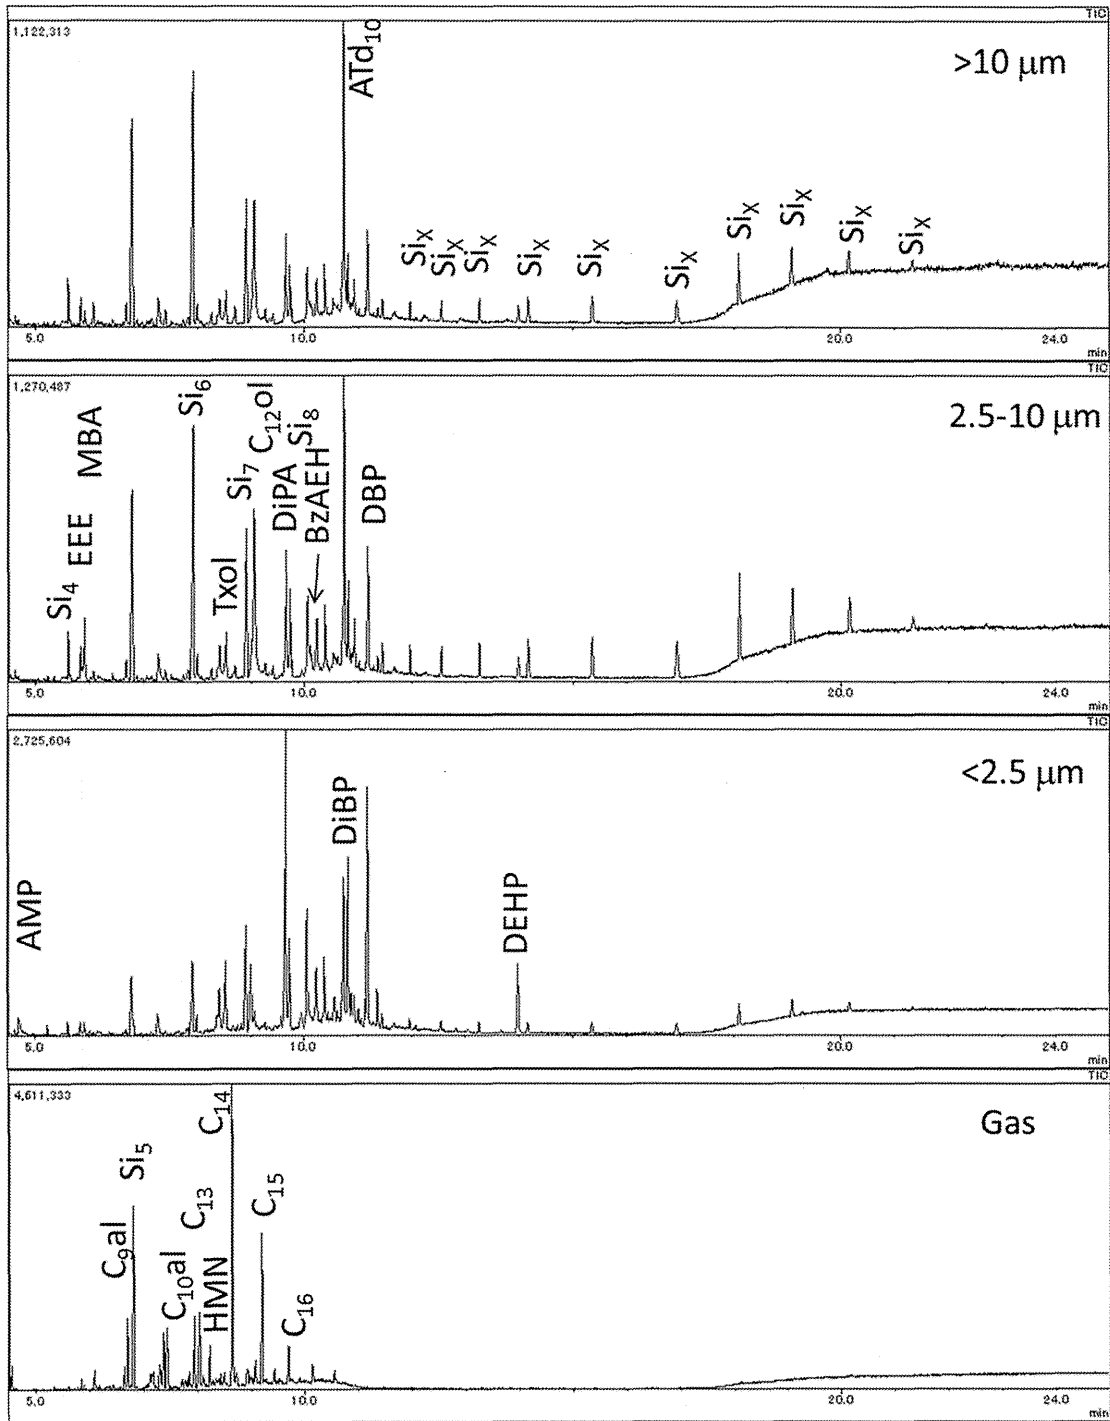 TIC
1,122,313
>10 μm
ATd10
SiX
SiX
SiX
SiX
SiX
SiX
SiX
SiX
SiX
SiX
5.0 10.0 20.0 24.0
min
TIC
1,270,487
2.5-10 μm
Si4
EEE
MBA
Si6
Txol
Si7
C12ol
DiPA
BzAEH
Si8
DBP
5.0 10.0 20.0 24.0
min
TIC
2,725,604
<2.5 μm
AMP
DiBP
DEHP
5.0 10.0 20.0 24.0
min
TIC
4,611,333
Gas
C9al
Si5
C10al
C13
HMN
C14
C15
C16
5.0 10.0 20.0 24.0
min